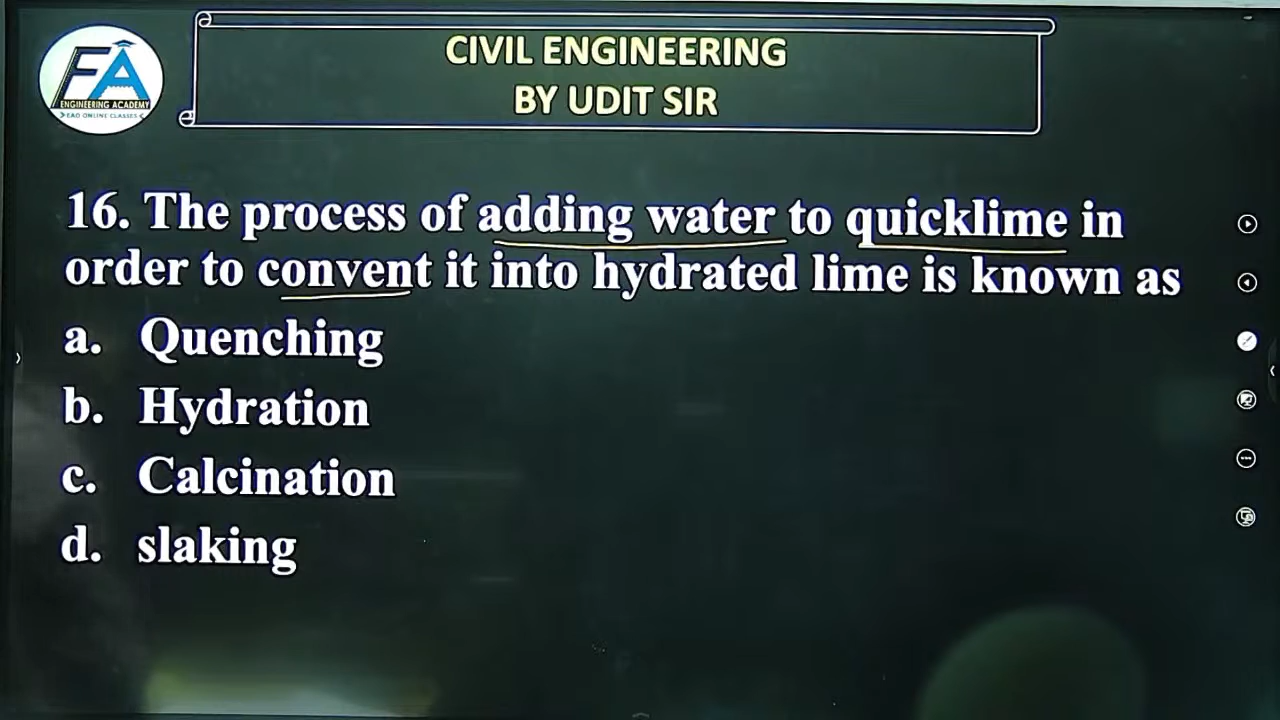 CIVIL ENGINEERING
BY UDIT SIR
FA
ENGINEERING ACADEMY
EAO ONLINE CLASSES
16. The process of adding water to quicklime in
order to convent it into hydrated lime is known as
a. Quenching
b. Hydration
c. Calcination
d. slaking